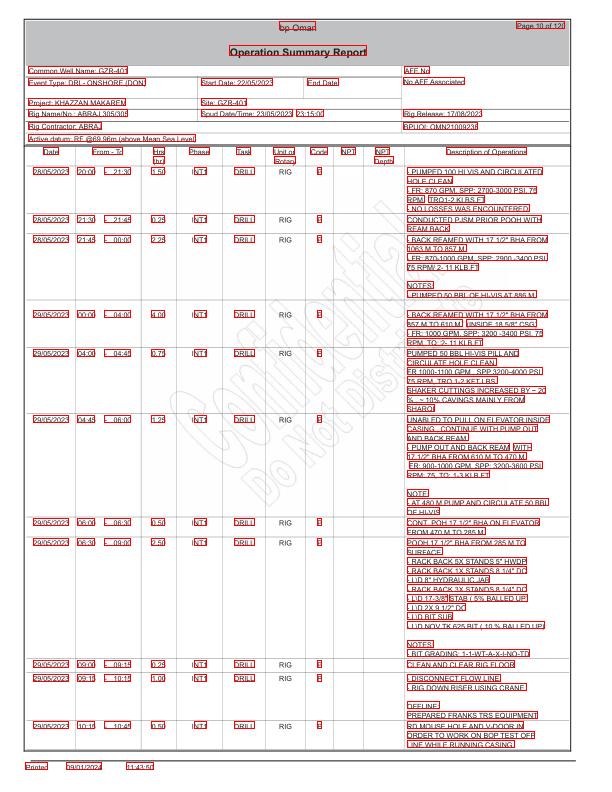 bp Oman
Page 10 of 120
Operation Summary Report
Common Well Name: GZR-401
AFE No
Event Type: DRL- ONSHORE (DON)
Start Date: 22/05/2023
End Date
No AFE Associated
Project: KHAZZAN MAKAREM
Site: GZR-401
Rig Name/No.: ABRAJ 305/305
Spud Date/Time: 23/05/2023 23:15:00
Rig Release: 17/08/2023
Rig Contractor: ABRAJ
BPUOI: OMN21009236
Active datum: RF @69.96m (above Mean Sea Level)
Date From - To Hrs (hr) Phase Task Unit or Rotary Code NPT NPT Depth Description of Operations
28/05/2023 20:00 - 21:30 1.50 INT1 DRILL RIG P - PUMPED 100 HI VIS AND CIRCULATED
HOLE CLEAN
- FR: 870 GPM, SPP: 2700-3000 PSI, 75
RPM, TRQ1-2 KLBS.FT
- NO LOSSES WAS ENCOUNTERED
28/05/2023 21:30 - 21:45 0.25 INT1 DRILL RIG P CONDUCTED PJSM PRIOR POOH WITH
REAM BACK
28/05/2023 21:45 - 00:00 2.25 INT1 DRILL RIG P - BACK REAMED WITH 17 1/2" BHA FROM
1063 M TO 857 M
- FR: 870-1000 GPM, SPP: 2900 -3400 PSI,
75 RPM/ 2- 11 KLB.FT
NOTES:
- PUMPED 50 BBL OF HI-VIS AT 886 M
29/05/2023 00:00 - 04:00 4.00 INT1 DRILL RIG P - BACK REAMED WITH 17 1/2" BHA FROM
857 M TO 610 M (INSIDE 18 5/8" CSG)
- FR: 1000 GPM, SPP: 3200 -3400 PSI, 75
RPM, TQ: 2- 11 KLB.FT
29/05/2023 04:00 - 04:45 0.75 INT1 DRILL RIG P PUMPED 50 BBL HI-VIS PILL AND
CIRCULATE HOLE CLEAN
FR 1000-1100 GPM , SPP 3200-4000 PSI
75 RPM, TRQ 1-2 KFT.LBS
SHAKER CUTTINGS INCREASED BY ~ 20
% , ~ 10% CAVINGS MAINLY FROM
SHARQI
29/05/2023 04:45 - 06:00 1.25 INT1 DRILL RIG P UNABLED TO PULL ON ELEVATOR INSIDE
CASING , CONTINUE WITH PUMP OUT
AND BACK REAM
- PUMP OUT AND BACK REAM WITH
17 1/2" BHA FROM 610 M TO 470 M
FR: 900-1000 GPM, SPP: 3200-3600 PSI,
RPM: 75, TQ: 1-3 KLB.FT
NOTE:
- AT 480 M PUMP AND CIRCULATE 50 BBL
OF HI-VIS
29/05/2023 06:00 - 06:30 0.50 INT1 DRILL RIG P CONT. POH 17 1/2" BHA ON ELEVATOR
FROM 470 M TO 285 M
29/05/2023 06:30 - 09:00 2.50 INT1 DRILL RIG P POOH 17 1/2" BHA FROM 285 M TO
SURFACE
- RACK BACK 5X STANDS 5" HWDP
- RACK BACK 1X STANDS 8 1/4" DC
- L\D 8" HYDRAULIC JAR
- RACK BACK 3X STANDS 8 1/4" DC
- L\D 17-3/8" STAB ( 5% BALLED UP)
- L\D 2X 9 1/2" DC
- L\D BIT SUB
- L\D NOV TK 625 BIT ( 10 % BALLED UP)
NOTES:
- BIT GRADING: 1-1-WT-A-X-I-NO-TD
29/05/2023 09:00 - 09:15 0.25 INT1 DRILL RIG P CLEAN AND CLEAR RIG FLOOR
29/05/2023 09:15 - 10:15 1.00 INT1 DRILL RIG P - DISCONNECT FLOW LINE
- RIG DOWN RISER USING CRANE
OFFLINE:
PREPARED FRANKS TRS EQUIPMENT
29/05/2023 10:15 - 10:45 0.50 INT1 DRILL RIG P RD MOUSE HOLE AND V-DOOR IN
ORDER TO WORK ON BOP TEST OFF
LINE WHILE RUNNING CASING.
Confidential
Printed 09/01/2024 11:43:50